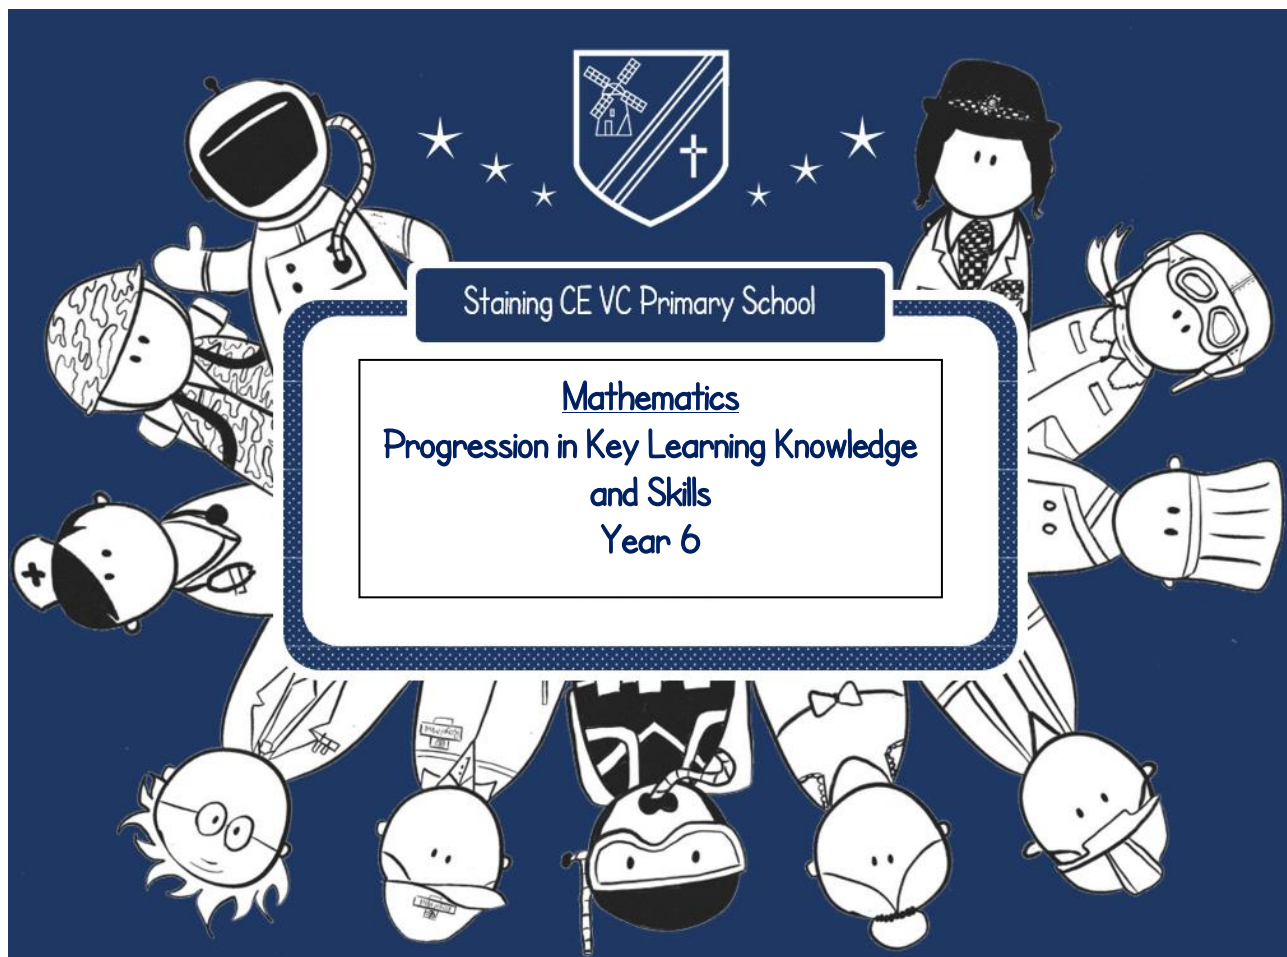 Staining CE VC Primary School
Mathematics
Progression in Key Learning Knowledge
and Skills
Year 6